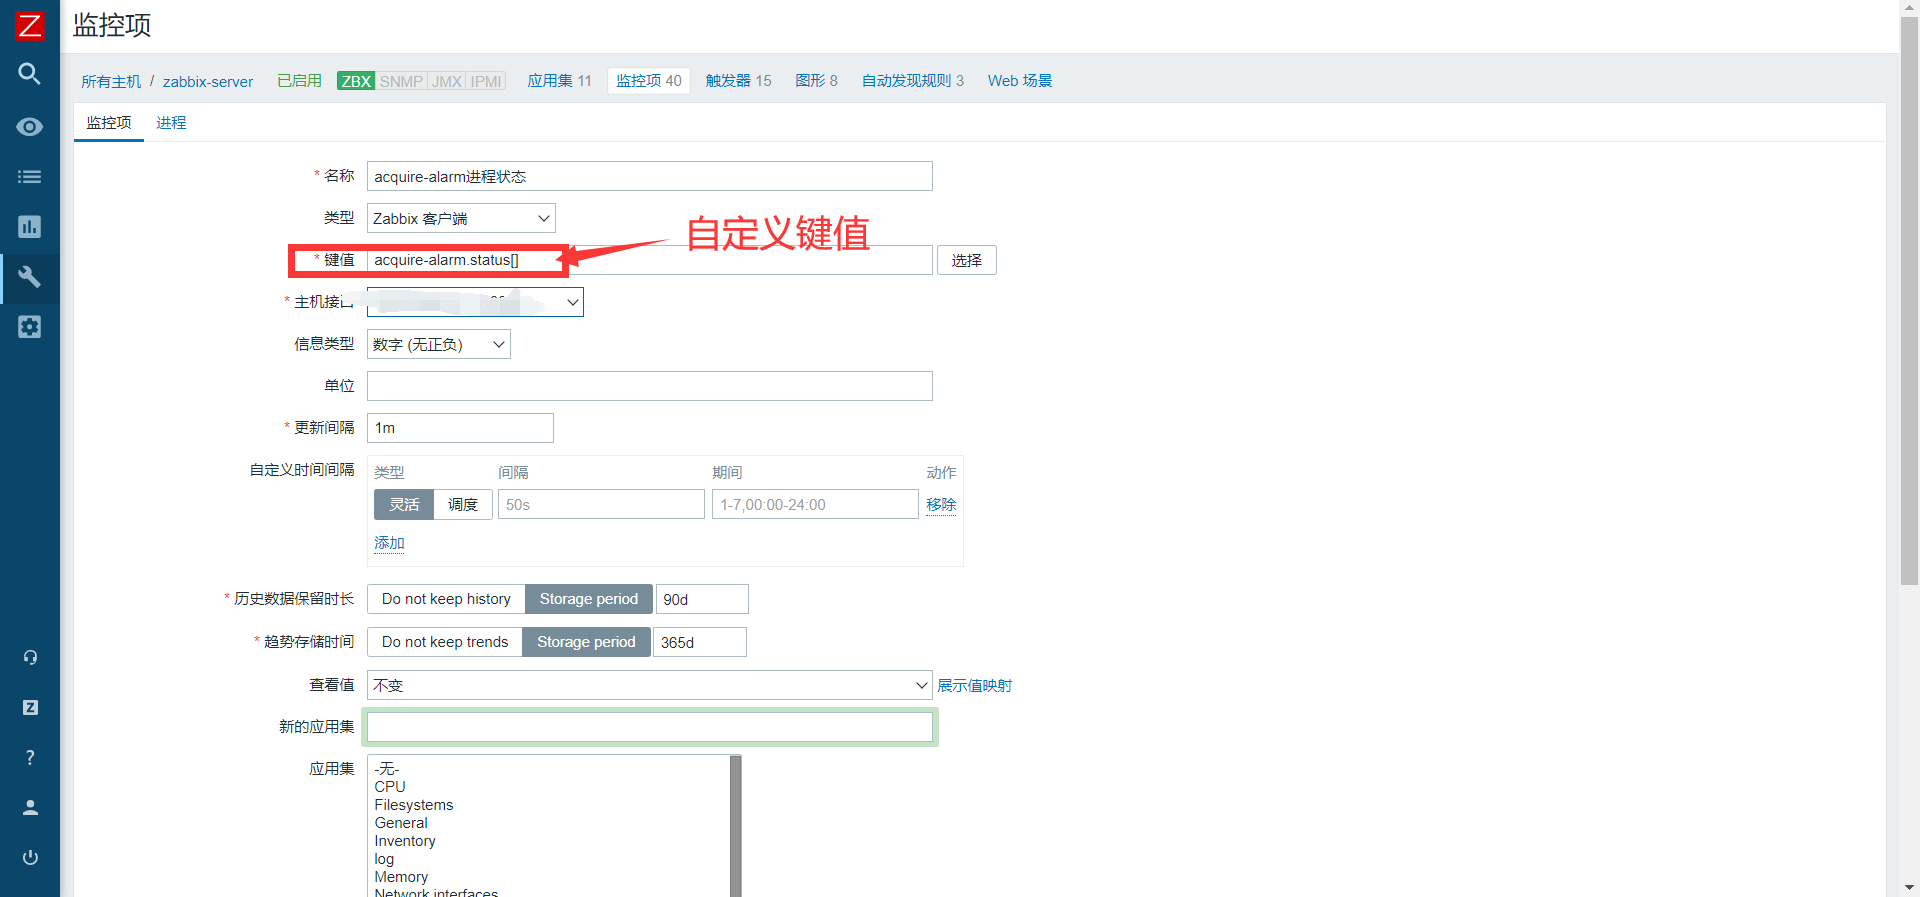 Z
监控项
所有主机 / zabbix-server 已启用 ZBX SNMP JMX IPMI 应用集 11 监控项 40 触发器 15 图形 8 自动发现规则 3 Web 场景
监控项 进程
* 名称 acquire-alarm进程状态
类型 Zabbix 客户端
自定义键值
* 键值 acquire-alarm.status[] 选择
* 主机接口
信息类型 数字 (无正负)
单位
* 更新间隔 1m
自定义时间间隔 类型 间隔 期间 动作
灵活 调度 50s 1-7,00:00-24:00 移除
添加
* 历史数据保留时长 Do not keep history Storage period 90d
* 趋势存储时间 Do not keep trends Storage period 365d
查看值 不变 展示值映射
新的应用集
应用集 -无-
CPU
Filesystems
General
Inventory
log
Memory
Network interfaces
Z
?